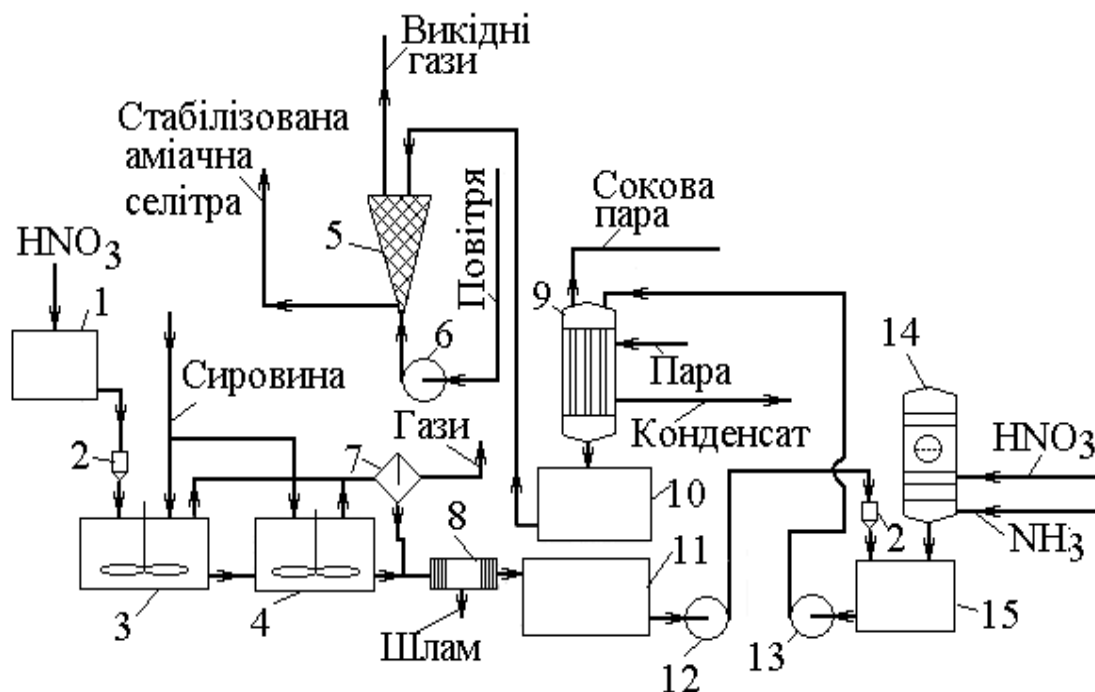 Викідні
гази
Стабілізована
аміачна
селітра
Сокова
пара
HNO3
1
5
Повітря
9
6
14
Сировина
Пара
Гази
Конденсат
HNO3
2
7
10
2
NH3
8
11
3
4
Шлам
12
13
15